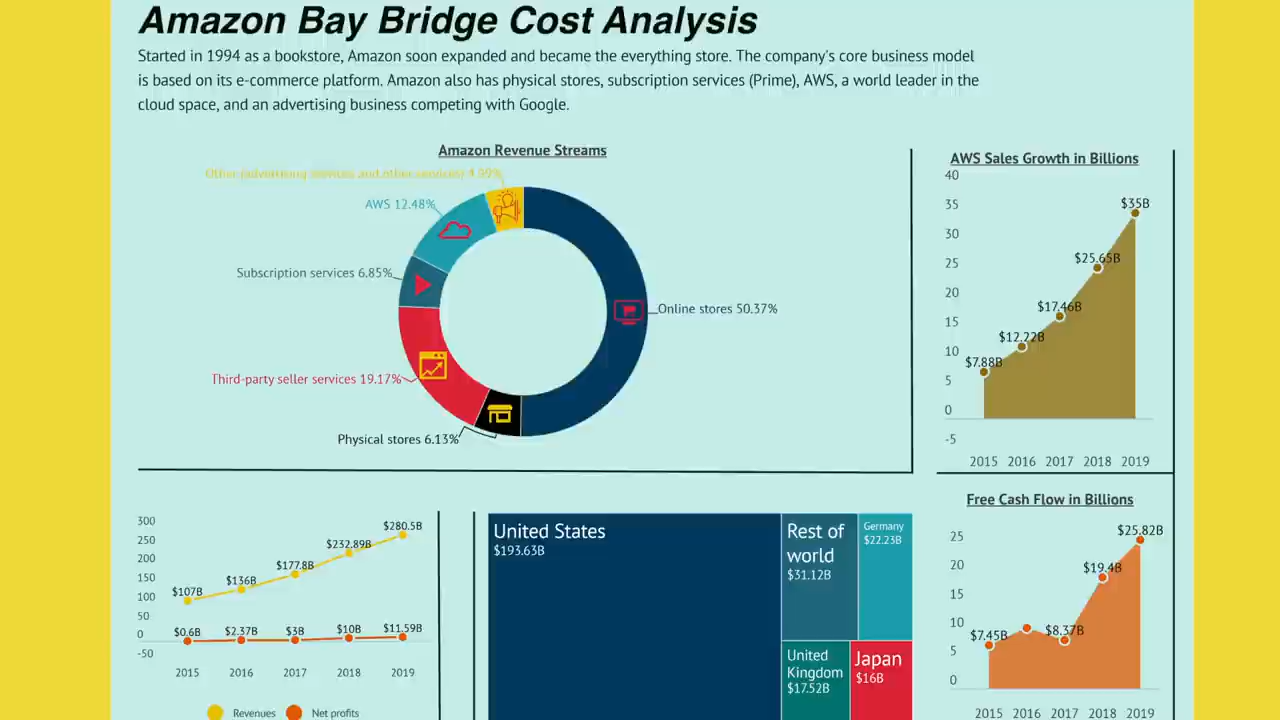 Amazon Bay Bridge Cost Analysis
Started in 1994 as a bookstore, Amazon soon expanded and became the everything store. The company's core business model
is based on its e-commerce platform. Amazon also has physical stores, subscription services (Prime), AWS, a world leader in the
cloud space, and an advertising business competing with Google.
Amazon Revenue Streams
Other (advertising services and other services) 4.99%
AWS 12.48%
Subscription services 6.85%
Online stores 50.37%
Third-party seller services 19.17%
Physical stores 6.13%
AWS Sales Growth in Billions
40
35
30
25
20
15
10
5
0
-5
$7.88B
$12.22B
$17.46B
$25.65B
$35B
2015 2016 2017 2018 2019
300
250
200
150
100
50
0
-50
$107B
$136B
$177.8B
$232.89B
$280.5B
$0.6B
$2.37B
$3B
$10B
$11.59B
2015 2016 2017 2018 2019
Revenues Net profits
United States
$193.63B
Rest of
world
$31.12B
Germany
$22.23B
United
Kingdom
$17.52B
Japan
$16B
Free Cash Flow in Billions
25
20
15
10
5
0
$7.45B
$8.37B
$19.4B
$25.82B
2015 2016 2017 2018 2019